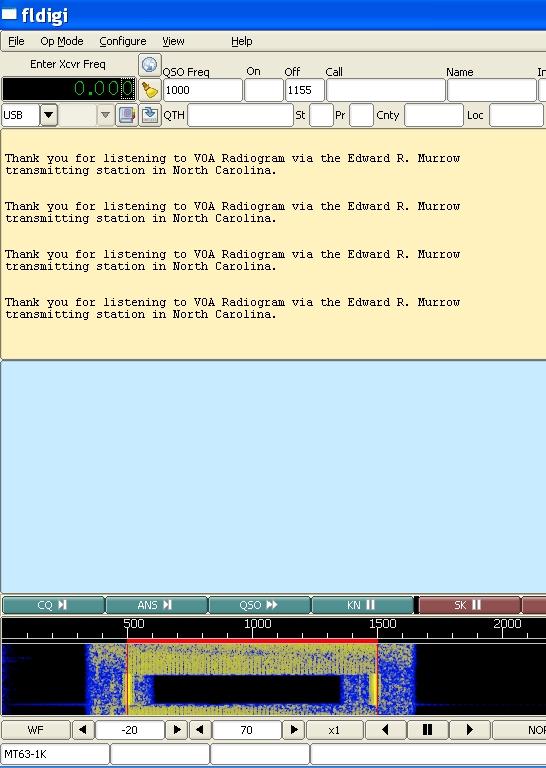 fldigi
File Op Mode Configure View Help
Enter Xcvr Freq QSO Freq On Off Call Name In
0.000 1000 1155
USB QTH St Pr Cnty Loc
Thank you for listening to VOA Radiogram via the Edward R. Murrow
transmitting station in North Carolina.
Thank you for listening to VOA Radiogram via the Edward R. Murrow
transmitting station in North Carolina.
Thank you for listening to VOA Radiogram via the Edward R. Murrow
transmitting station in North Carolina.
Thank you for listening to VOA Radiogram via the Edward R. Murrow
transmitting station in North Carolina.
CQ ANS QSO KN SK
500 1000 1500 2000
WF -20 70 x1 NOR
MT63-1K